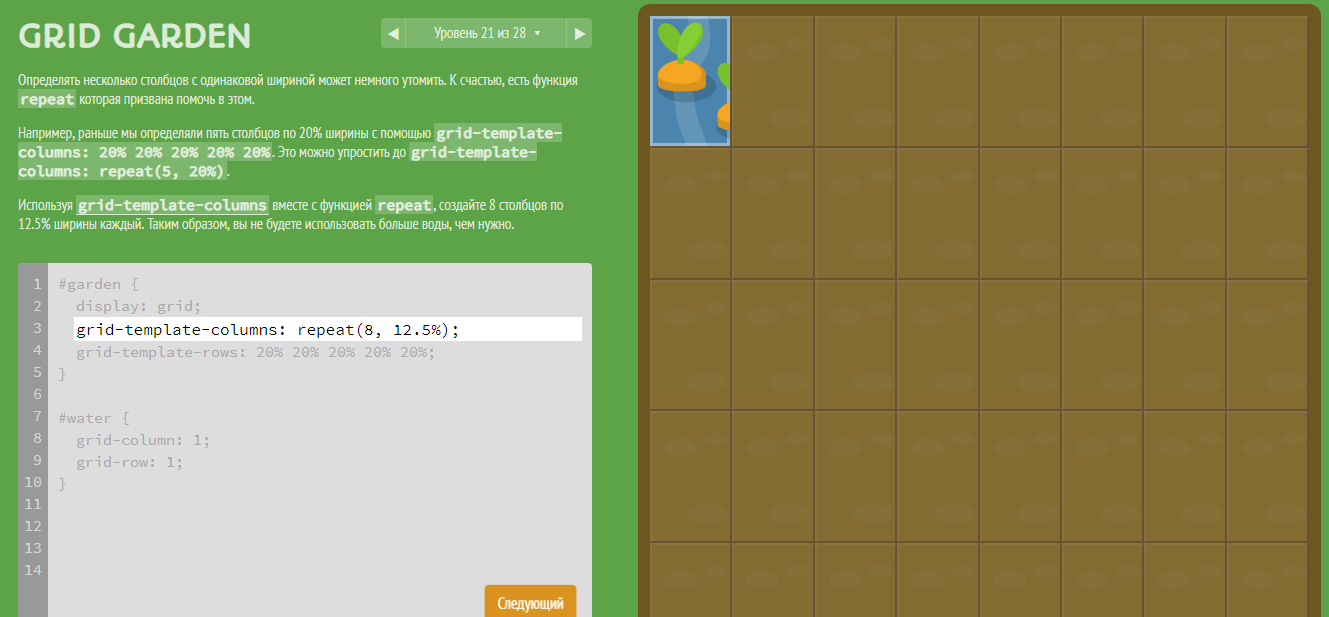 GRID GARDEN
Уровень 21 из 28
Определять несколько столбцов с одинаковой шириной может немного утомить. К счастью, есть функция
repeat которая призвана помочь в этом.
Например, раньше мы определяли пять столбцов по 20% ширины с помощью grid-template-
columns: 20% 20% 20% 20% 20%. Это можно упростить до grid-template-
columns: repeat(5, 20%).
Используя grid-template-columns вместе с функцией repeat, создайте 8 столбцов по
12.5% ширины каждый. Таким образом, вы не будете использовать больше воды, чем нужно.
1 #garden {
2 display: grid;
3 grid-template-columns: repeat(8, 12.5%);
4 grid-template-rows: 20% 20% 20% 20% 20%;
5 }
6
7 #water {
8 grid-column: 1;
9 grid-row: 1;
10 }
11
12
13
14
Следующий